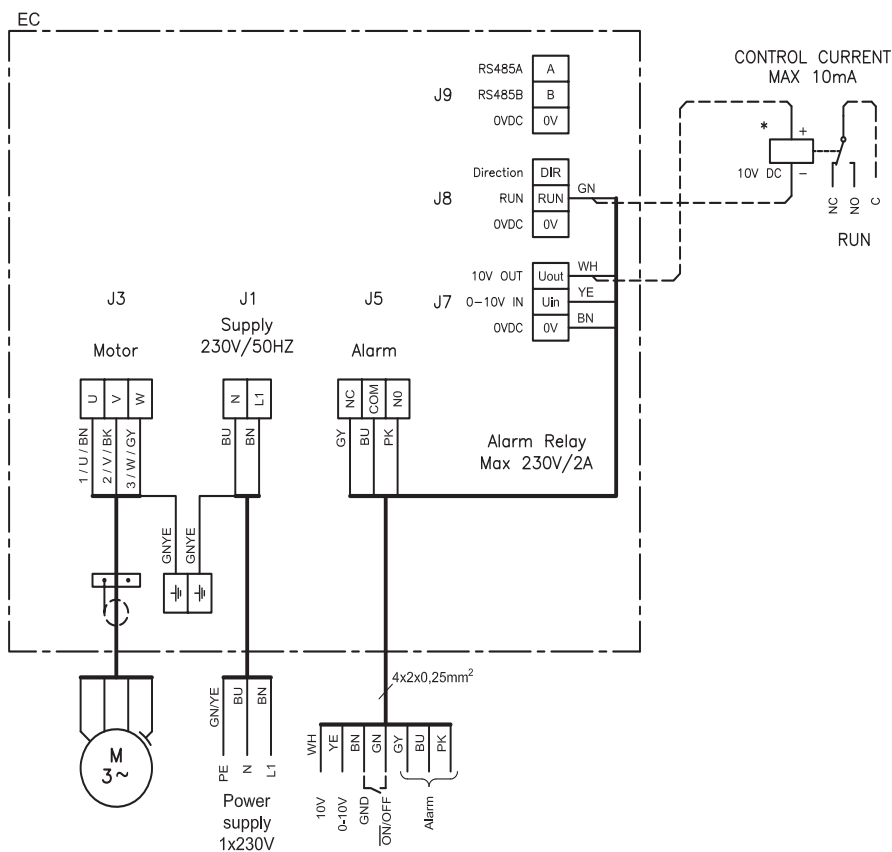 EC
RS485A A
J9 RS485B B
0VDC 0V
CONTROL CURRENT
MAX 10mA
*
+
10V DC
−
NC
NO
C
RUN
Direction DIR
J8 RUN RUN GN
0VDC 0V
10V OUT Uout WH
J7 0−10V IN Uin YE
0VDC 0V BN
J3
Motor
U V W
1 / U / BN
2 / V / BK
3 / W / GY
J1
Supply
230V/50HZ
N L1
BU
BN
J5
Alarm
NC COM N0
GY
BU
PK
Alarm Relay
Max 230V/2A
GNYE
GNYE
4x2x0,25mm²
M
3~
GN/YE
BU
BN
PE
N
L1
Power
supply
1x230V
WH
YE
BN
GN
GY
BU
PK
10V
0-10V
GND
ON/OFF
Alarm